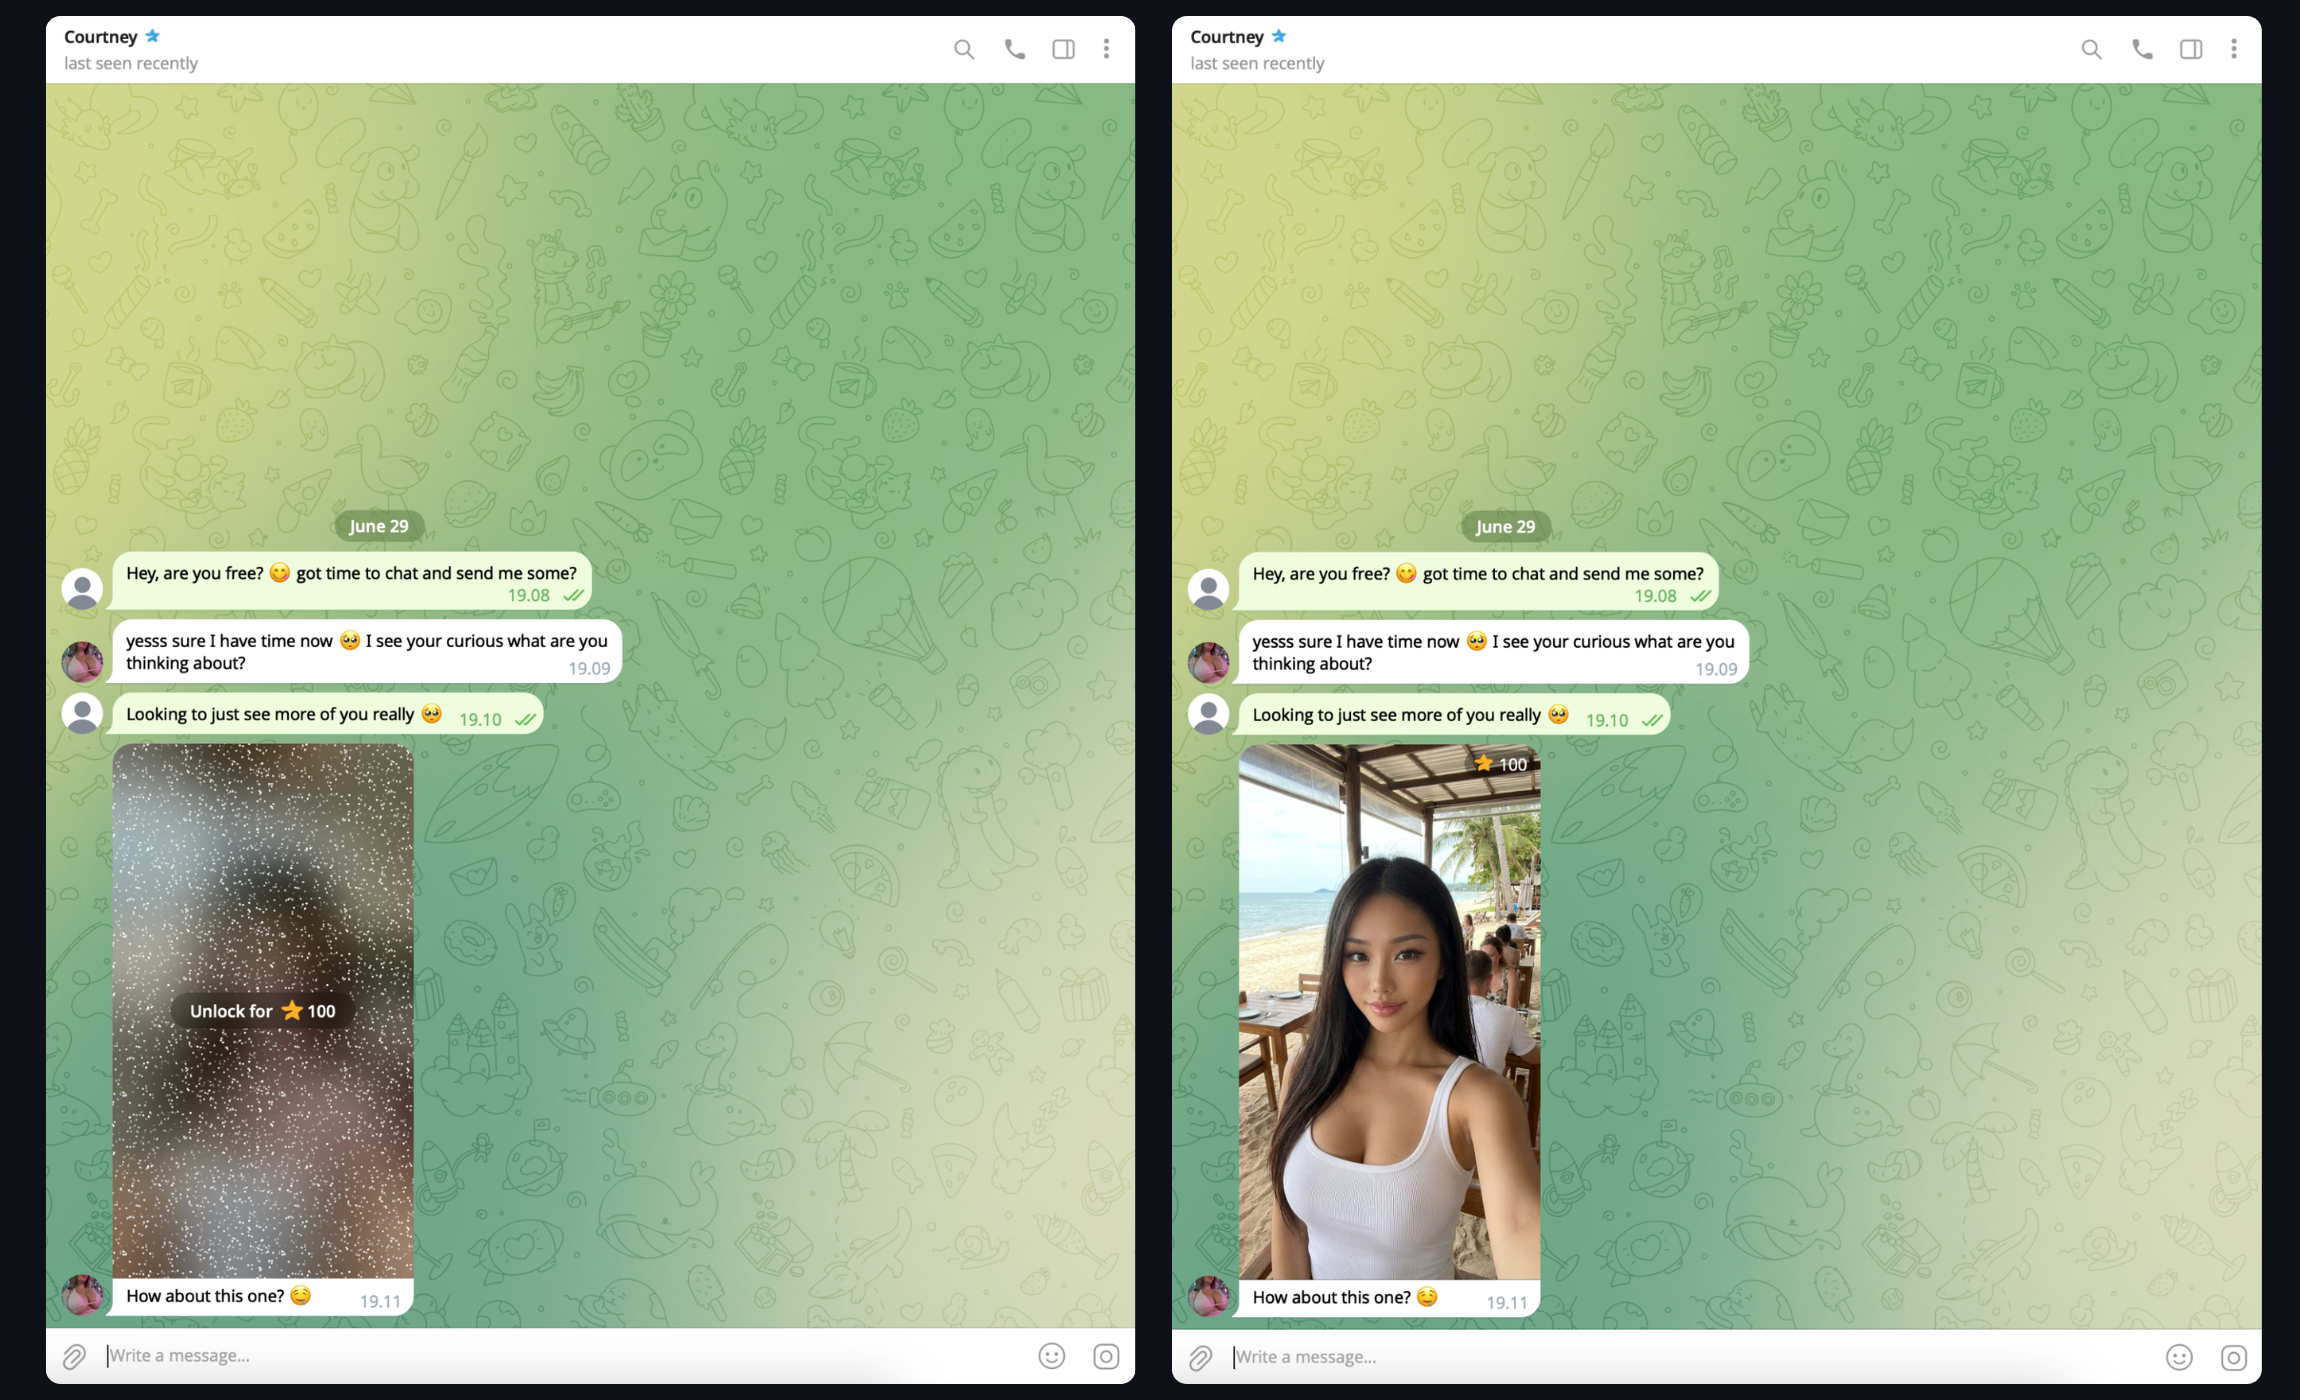 Courtney
last seen recently
June 29
Hey, are you free? 😋 got time to chat and send me some?
19.08
yesss sure I have time now 🥺 I see your curious what are you
thinking about?
19.09
Looking to just see more of you really 🥺 19.10
Unlock for ⭐ 100
How about this one? 🤤 19.11
Write a message...
Courtney
last seen recently
June 29
Hey, are you free? 😋 got time to chat and send me some?
19.08
yesss sure I have time now 🥺 I see your curious what are you
thinking about?
19.09
Looking to just see more of you really 🥺 19.10
⭐ 100
How about this one? 🤤 19.11
Write a message...